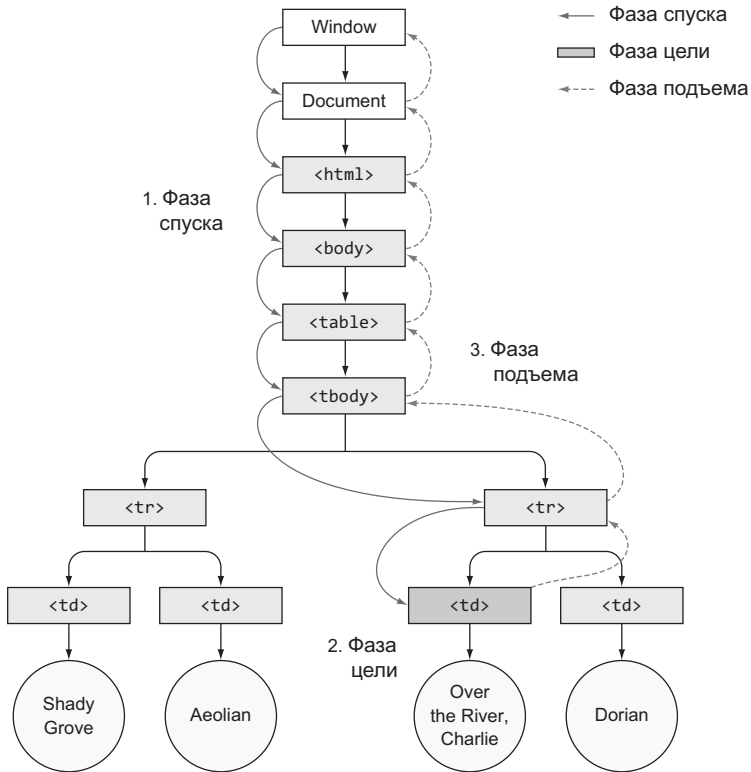 Window
Фаза спуска
Фаза цели
Фаза подъема
Document
<html>
1. Фаза
спуска
<body>
<table>
3. Фаза
подъема
<tbody>
<tr>
<tr>
<td>
<td>
<td>
<td>
2. Фаза
цели
Shady
Grove
Aeolian
Over
the River,
Charlie
Dorian